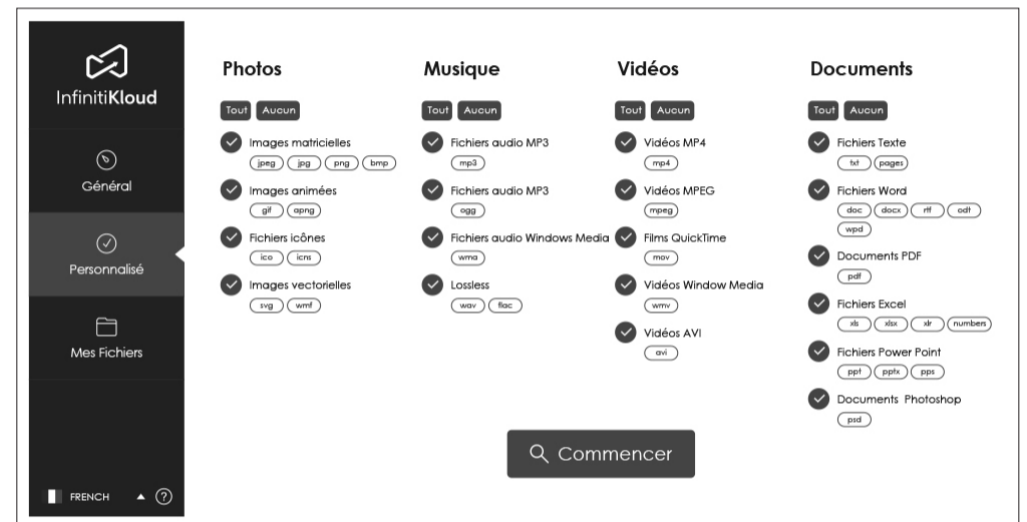 InfinitiKloud
Général
Personnalisé
Mes Fichiers
FRENCH ?
Photos
Tout Aucun
Images matricielles
jpeg jpg png bmp
Images animées
gif apng
Fichiers icônes
ico icns
Images vectorielles
svg wmf
Musique
Tout Aucun
Fichiers audio MP3
mp3
Fichiers audio MP3
ogg
Fichiers audio Windows Media
wma
Lossless
wav flac
Vidéos
Tout Aucun
Vidéos MP4
mp4
Vidéos MPEG
mpeg
Films QuickTime
mov
Vidéos Window Media
wmv
Vidéos AVI
avi
Documents
Tout Aucun
Fichiers Texte
txt pages
Fichiers Word
doc docx rtf odt
wpd
Documents PDF
pdf
Fichiers Excel
xls xlsx xlr numbers
Fichiers Power Point
ppt pptx pps
Documents Photoshop
psd
Commencer